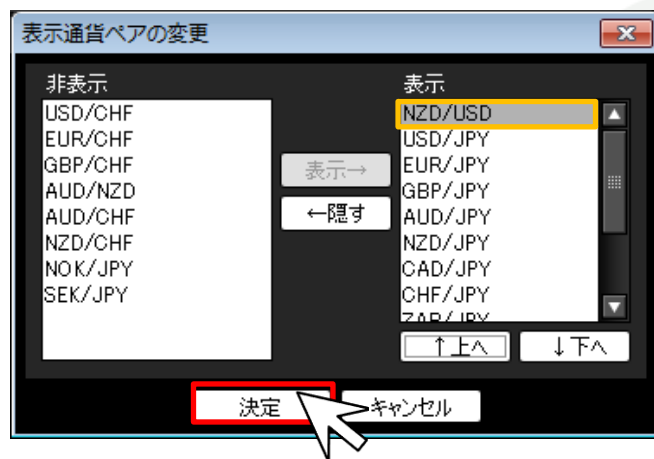 表示通貨ペアの変更
非表示
USD/CHF
EUR/CHF
GBP/CHF
AUD/NZD
AUD/CHF
NZD/CHF
NOK/JPY
SEK/JPY
表示→
←隠す
表示
NZD/USD
USD/JPY
EUR/JPY
GBP/JPY
AUD/JPY
NZD/JPY
CAD/JPY
CHF/JPY
ZAR/JPY
↑上へ
↓下へ
決定
キャンセル